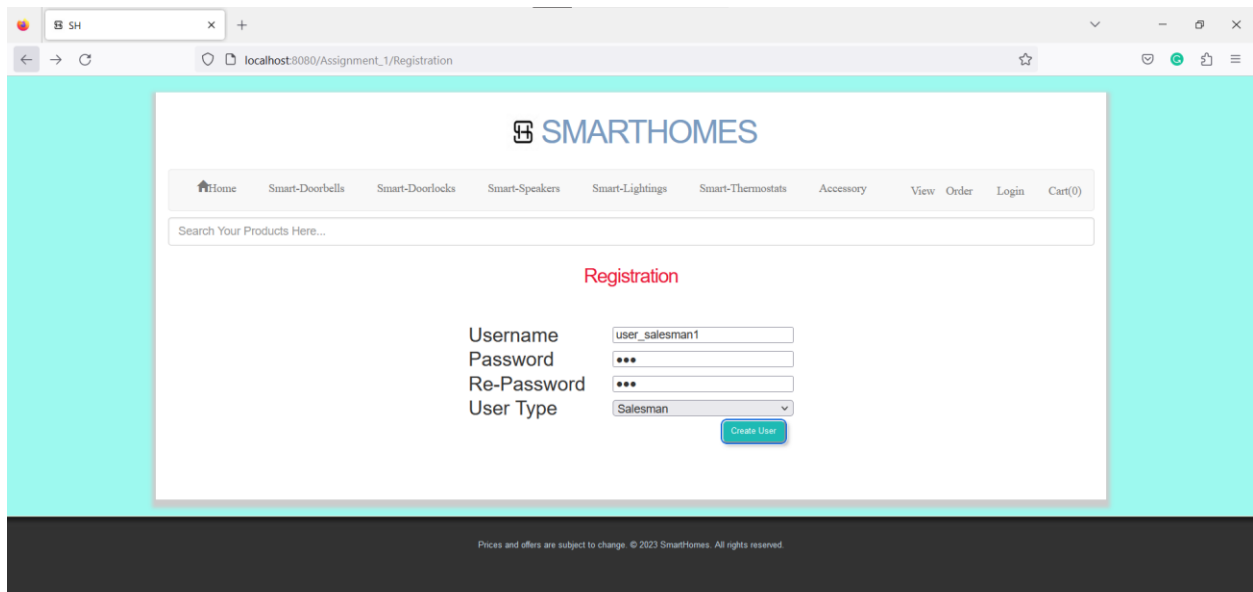 SH
localhost:8080/Assignment_1/Registration
SMARTHOMES
Home Smart-Doorbells Smart-Doorlocks Smart-Speakers Smart-Lightings Smart-Thermostats Accessory View Order Login Cart(0)
Search Your Products Here...
Registration
Username user_salesman1
Password •••
Re-Password •••
User Type Salesman
Create User
Prices and offers are subject to change. © 2023 SmartHomes. All rights reserved.